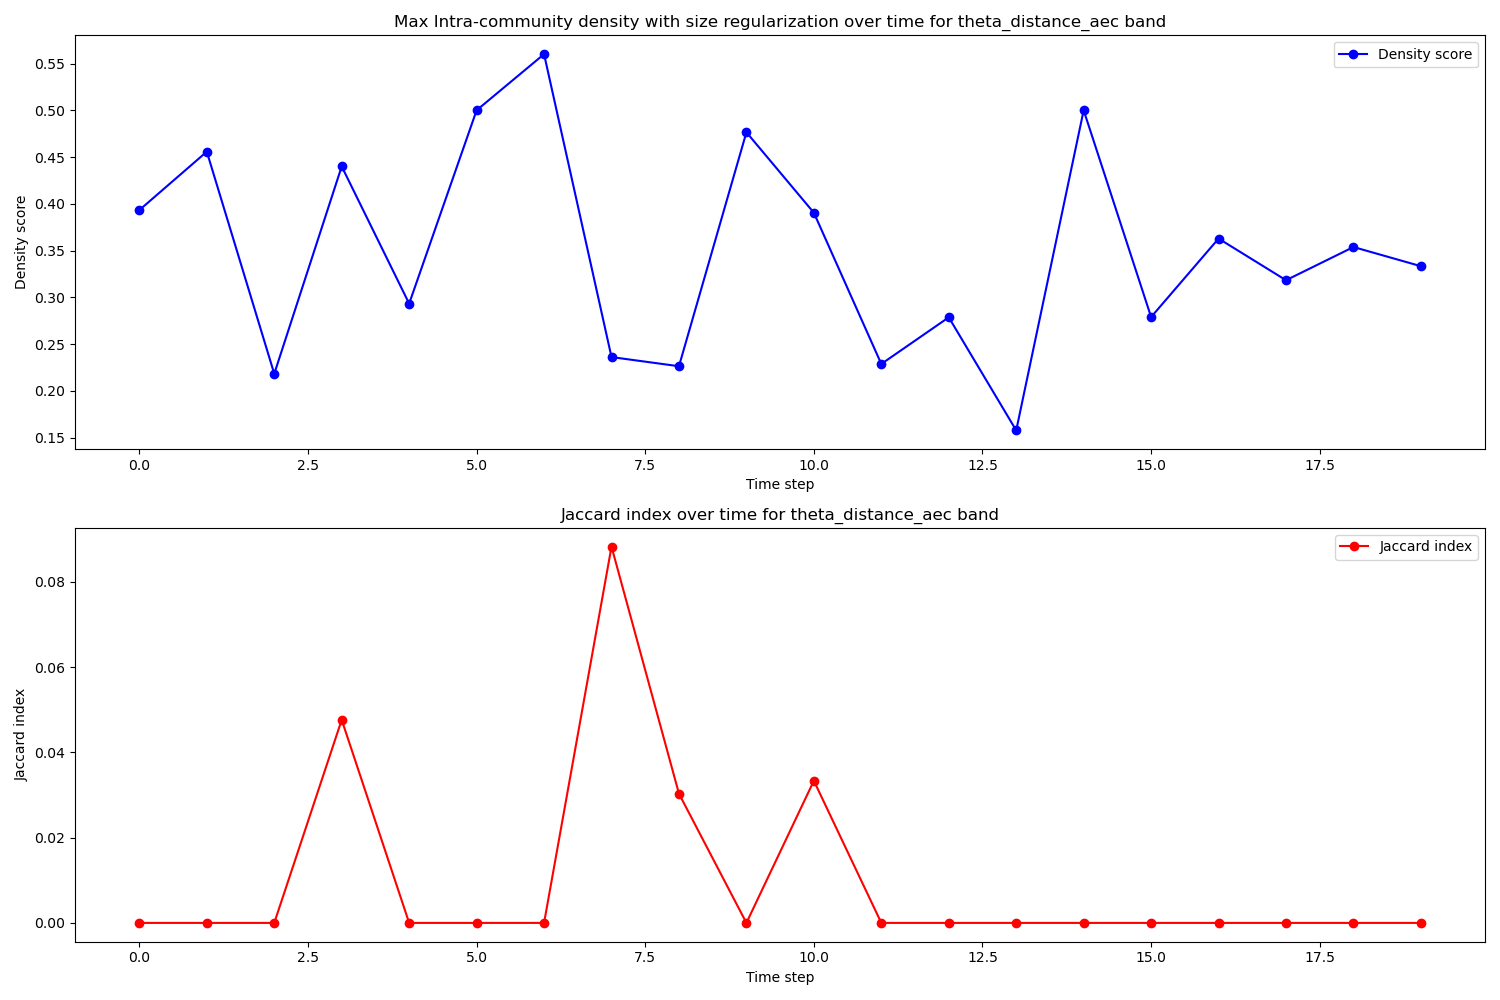 Max Intra-community density with size regularization over time for theta_distance_aec band
Density score
0.55
0.50
0.45
0.40
0.35
0.30
0.25
0.20
0.15
Density score
0.0 2.5 5.0 7.5 10.0 12.5 15.0 17.5
Time step
Jaccard index over time for theta_distance_aec band
Jaccard index
0.08
0.06
0.04
0.02
0.00
Jaccard index
0.0 2.5 5.0 7.5 10.0 12.5 15.0 17.5
Time step